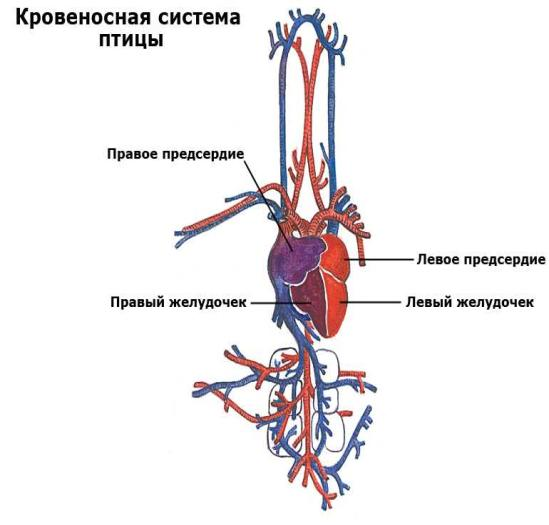 Кровеносная система
птицы
Правое предсердие
Левое предсердие
Правый желудочек
Левый желудочек